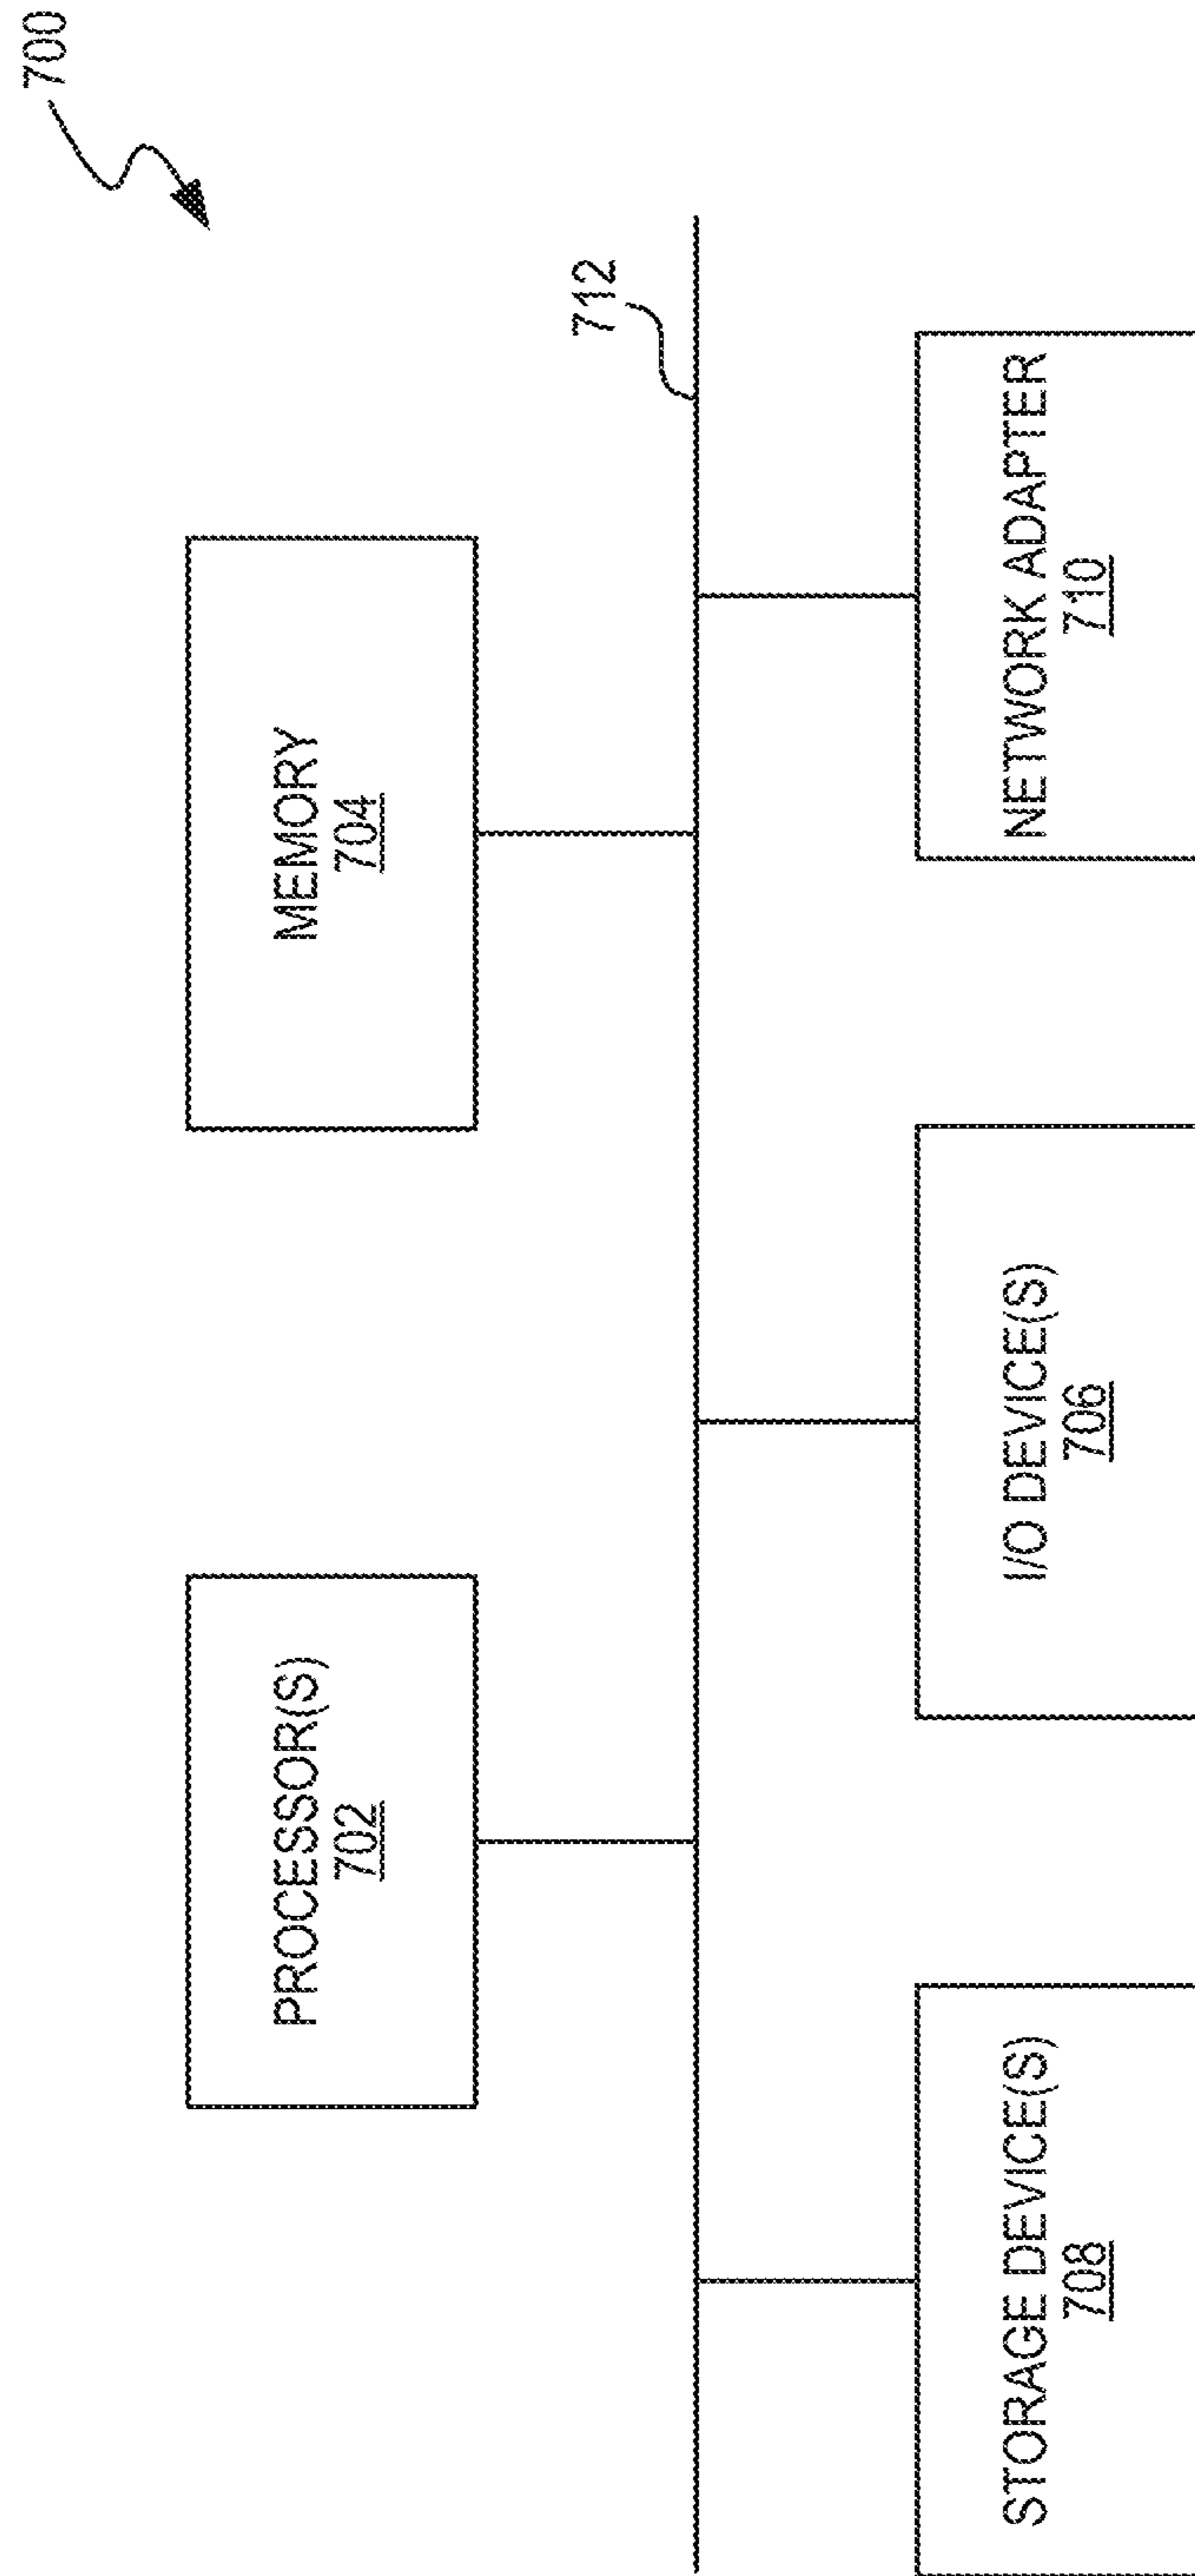 700
PROCESSOR(S)
702
MEMORY
704
712
STORAGE DEVICE(S)
708
I/O DEVICE(S)
706
NETWORK ADAPTER
710